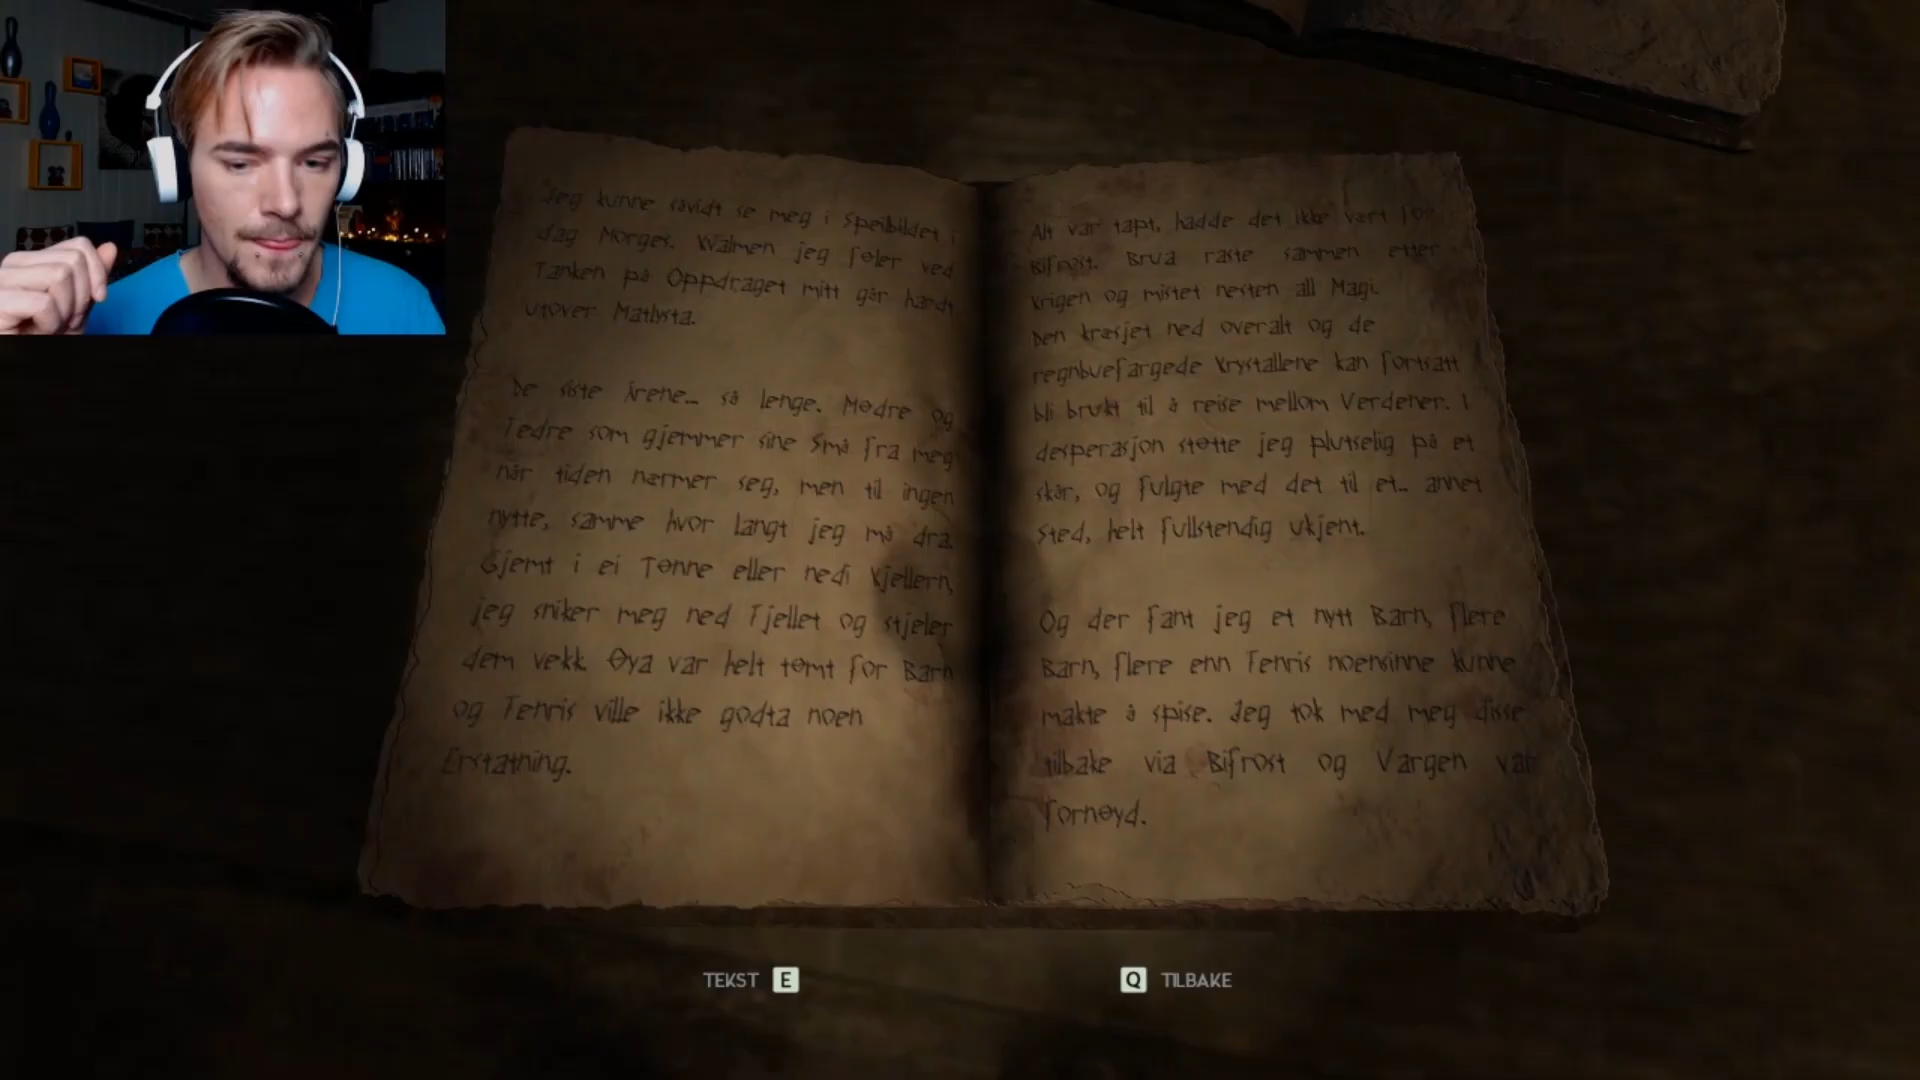 Jeg kunne såvidt se meg i Speilbildet i
dag Morges. Kvalmen jeg føler ved
Tanken på Oppdraget mitt går hardt
utover Matlysta.
De siste Årene... så lenge. Mødre og
Fedre som gjemmer sine Små fra meg
når tiden nærmer seg, men til ingen
nytte, samme hvor langt jeg må dra.
Gjemt i ei Tønne eller nedi Kjellern,
jeg sniker meg ned Fjellet og stjeler
dem vekk. Øya var helt tomt for Barn
og Fenris ville ikke godta noen
Erstatning.
Alt var tapt, hadde det ikke vært for
Bifrost. Brua raste sammen etter
Krigen og mistet nesten all Magi.
Den kræsjet ned overalt og de
regnbuefargede Krystallene kan fortsatt
bli brukt til å reise mellom Verdener. I
desperasjon støtte jeg plutselig på et
skår, og fulgte med det til et... annet
Sted, helt fullstendig ukjent.
Og der fant jeg et nytt Barn, flere
Barn, flere enn Fenris noensinne kunne
makte å spise. Jeg tok med meg disse
tilbake via Bifrost og Vargen var
fornøyd.
TEKST E
Q TILBAKE